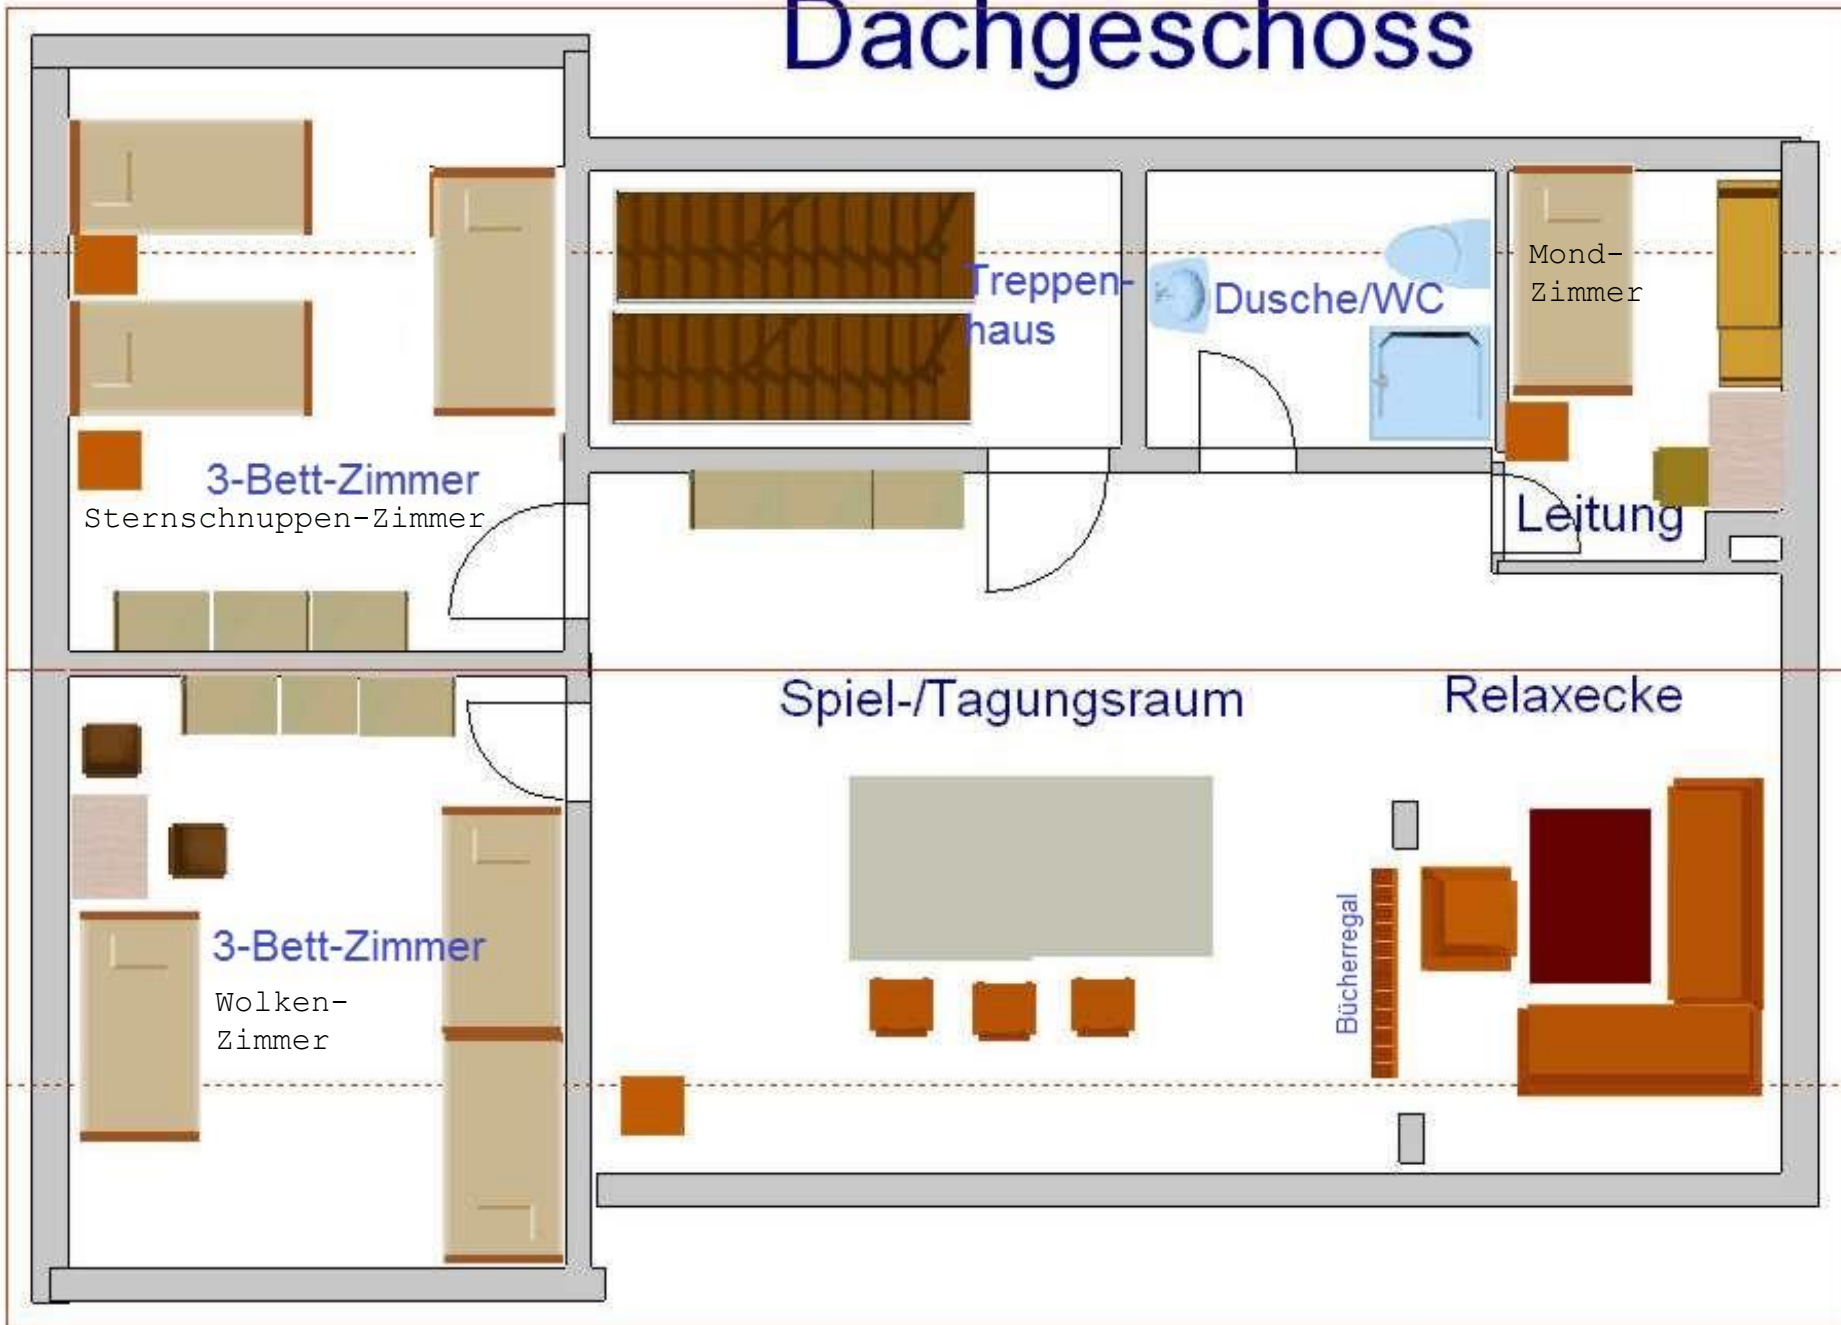 Dachgeschoss
Treppen-
haus
Dusche/WC
Mond-
Zimmer
3-Bett-Zimmer
Sternschnuppen-Zimmer
Leitung
Spiel-/Tagungsraum
Relaxecke
3-Bett-Zimmer
Wolken-
Zimmer
Bücherregal